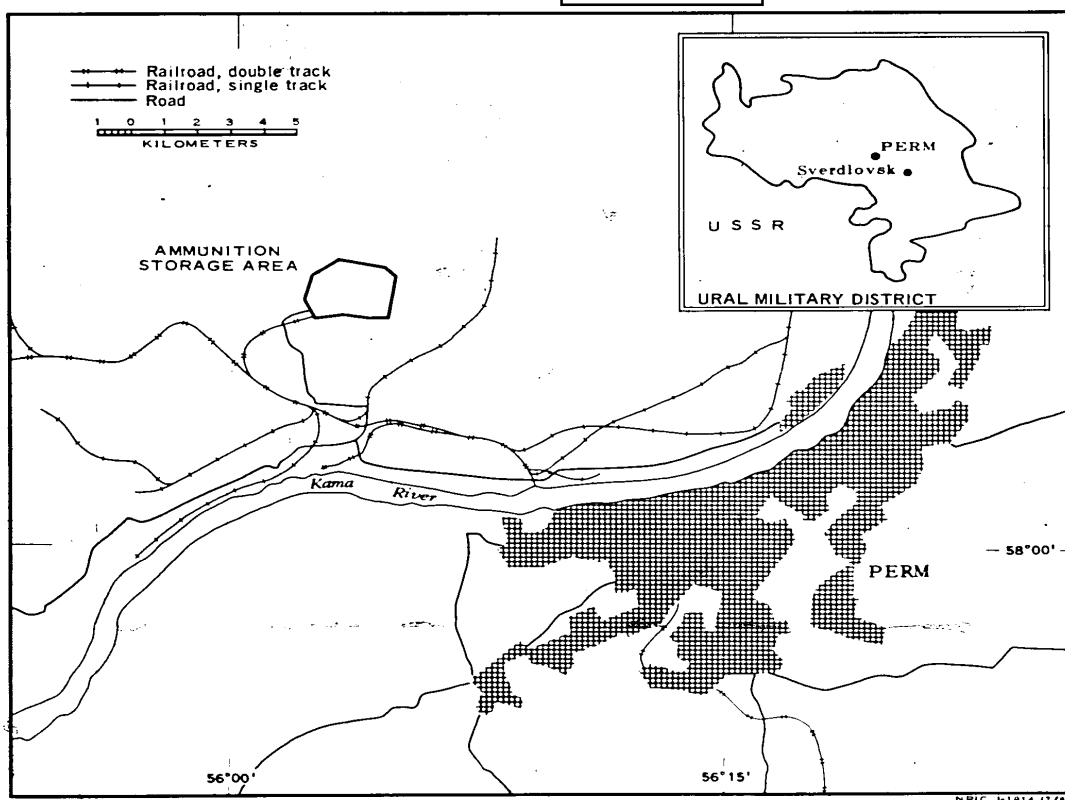 Railroad, double track
Railroad, single track
Road
1 0 1 2 3 4 5
KILOMETERS
PERM
Sverdlovsk
USSR
URAL MILITARY DISTRICT
AMMUNITION
STORAGE AREA
Kama River
58°00'
PERM
56°00'
56°15'